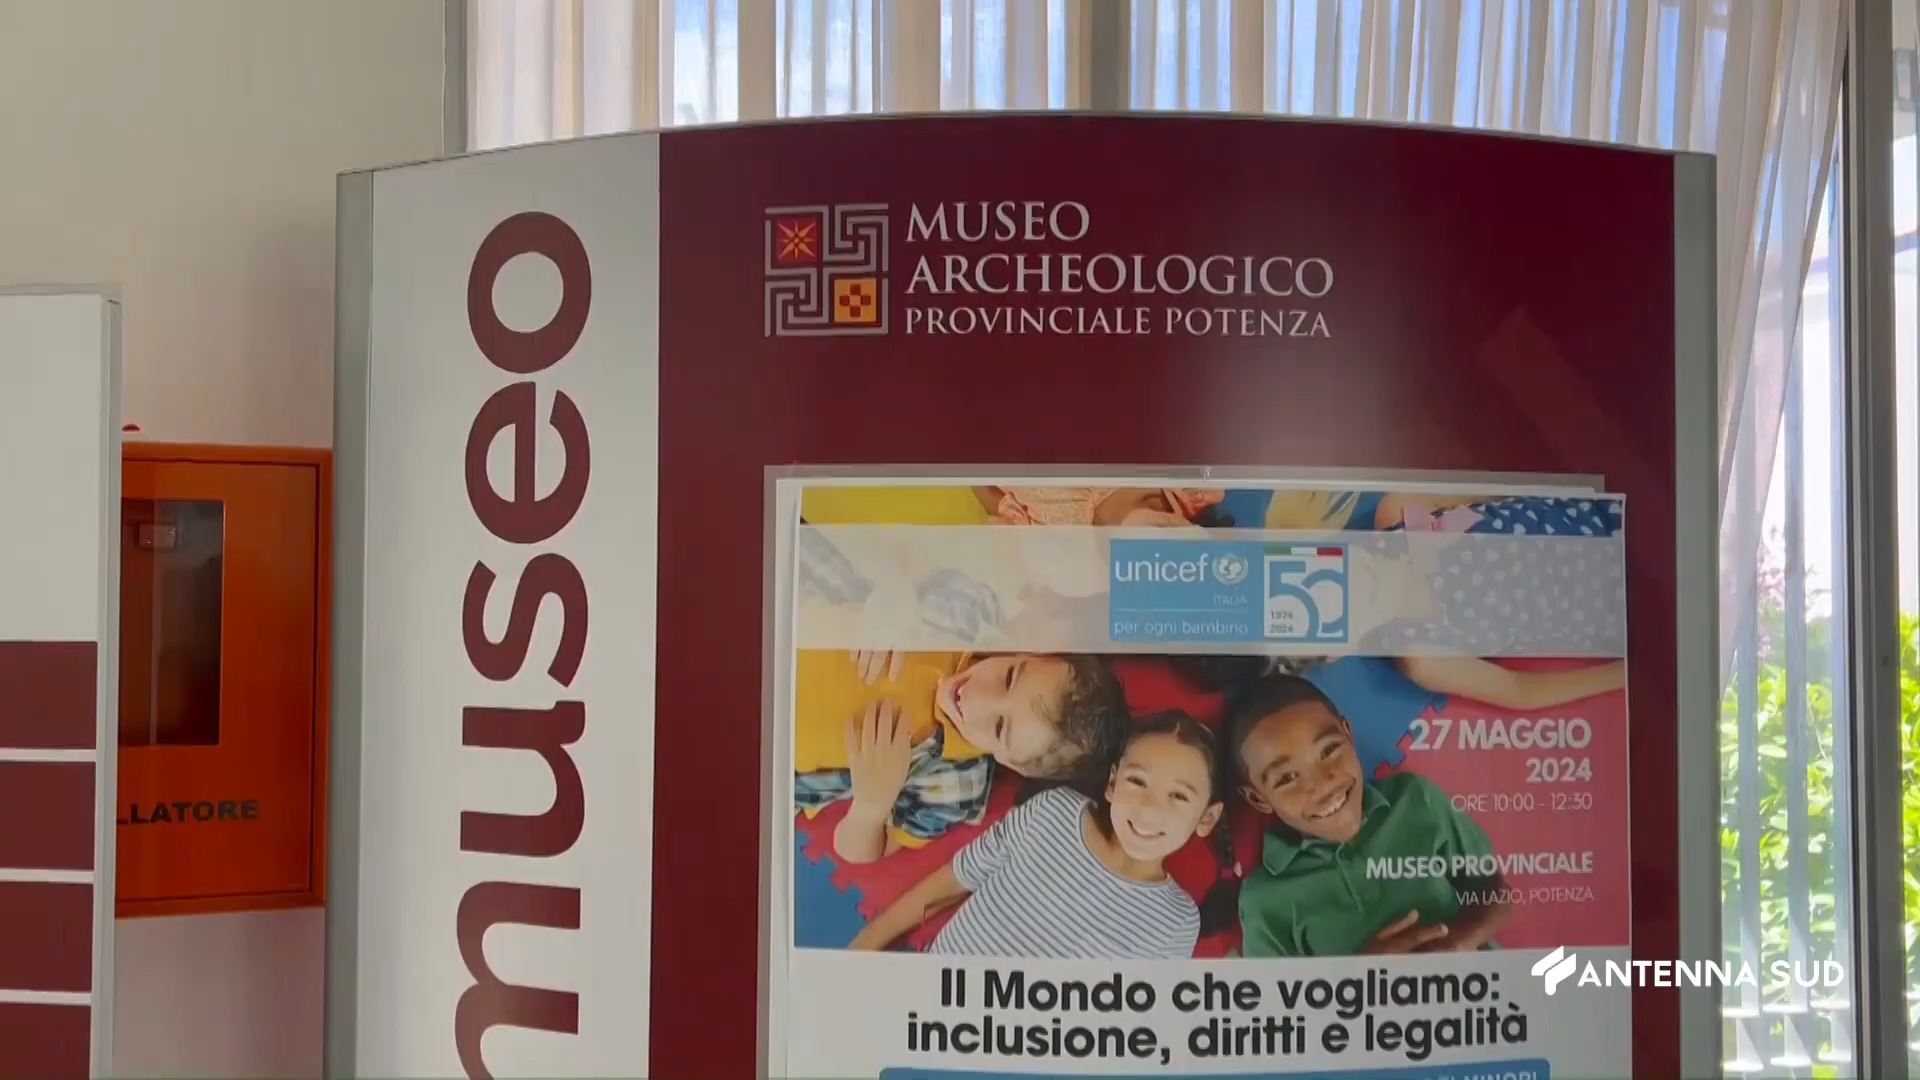 museo
MUSEO
ARCHEOLOGICO
PROVINCIALE POTENZA
unicef
ITALIA
per ogni bambino
50
1974
2024
27 MAGGIO
2024
ORE 10:00 - 12:30
MUSEO PROVINCIALE
VIA LAZIO, POTENZA
Il Mondo che vogliamo:
inclusione, diritti e legalità
LLATORE
ANTENNA SUD